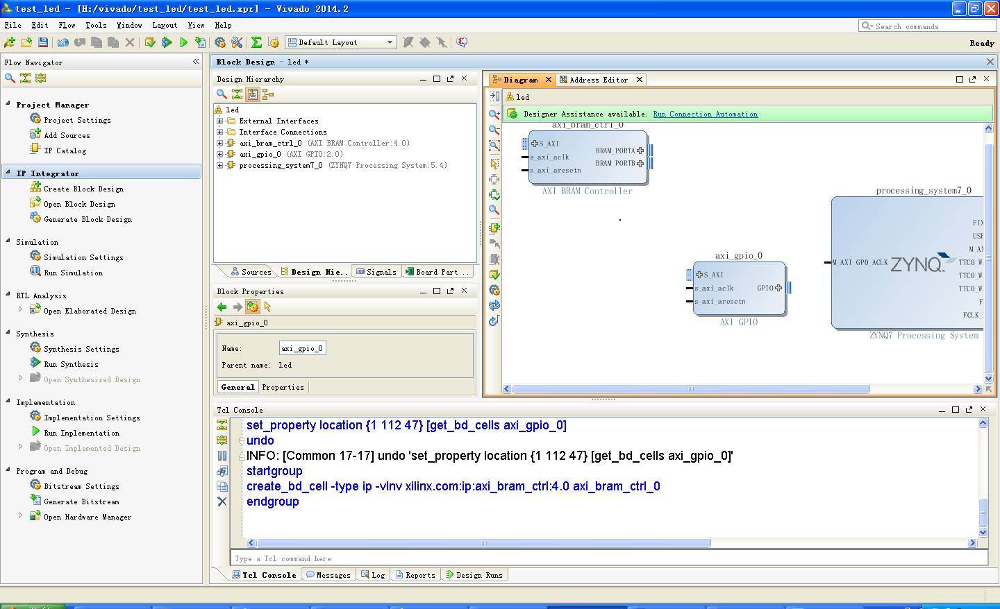 test_led - [H:/vivado/test_led/test_led.xpr] - Vivado 2014.2
File Edit Flow Tools Window Layout View Help
Search commands
Default Layout
Ready
Flow Navigator
Project Manager
Project Settings
Add Sources
IP Catalog
IP Integrator
Create Block Design
Open Block Design
Generate Block Design
Simulation
Simulation Settings
Run Simulation
RTL Analysis
Open Elaborated Design
Synthesis
Synthesis Settings
Run Synthesis
Open Synthesized Design
Implementation
Implementation Settings
Run Implementation
Open Implemented Design
Program and Debug
Bitstream Settings
Generate Bitstream
Open Hardware Manager
Block Design - led *
Design Hierarchy
led
External Interfaces
Interface Connections
axi_bram_ctrl_0 (AXI BRAM Controller:4.0)
axi_gpio_0 (AXI GPIO:2.0)
processing_system7_0 (ZYNQ7 Processing System:5.4)
Sources Design Hie.. Signals Board Part ..
Block Properties
axi_gpio_0
Name: axi_gpio_0
Parent name: led
General Properties
Diagram Address Editor
led
Designer Assistance available. Run Connection Automation
axi_bram_ctrl_0
S_AXI
s_axi_aclk
s_axi_aresetn
BRAM_PORTA
BRAM_PORTB
AXI BRAM Controller
axi_gpio_0
S_AXI
s_axi_aclk
s_axi_aresetn
GPIO
AXI GPIO
processing_system7_0
M_AXI_GP0_ACLK
ZYNQ
FIX
USB
M_AX
TTC0_W
TTC0_W
TTC0_W
F
FCLK_
ZYNQ7 Processing System
Tcl Console
set_property location {1 112 47} [get_bd_cells axi_gpio_0]
undo
INFO: [Common 17-17] undo 'set_property location {1 112 47} [get_bd_cells axi_gpio_0]'
startgroup
create_bd_cell -type ip -vlnv xilinx.com:ip:axi_bram_ctrl:4.0 axi_bram_ctrl_0
endgroup
Type a Tcl command here
Tcl Console Messages Log Reports Design Runs